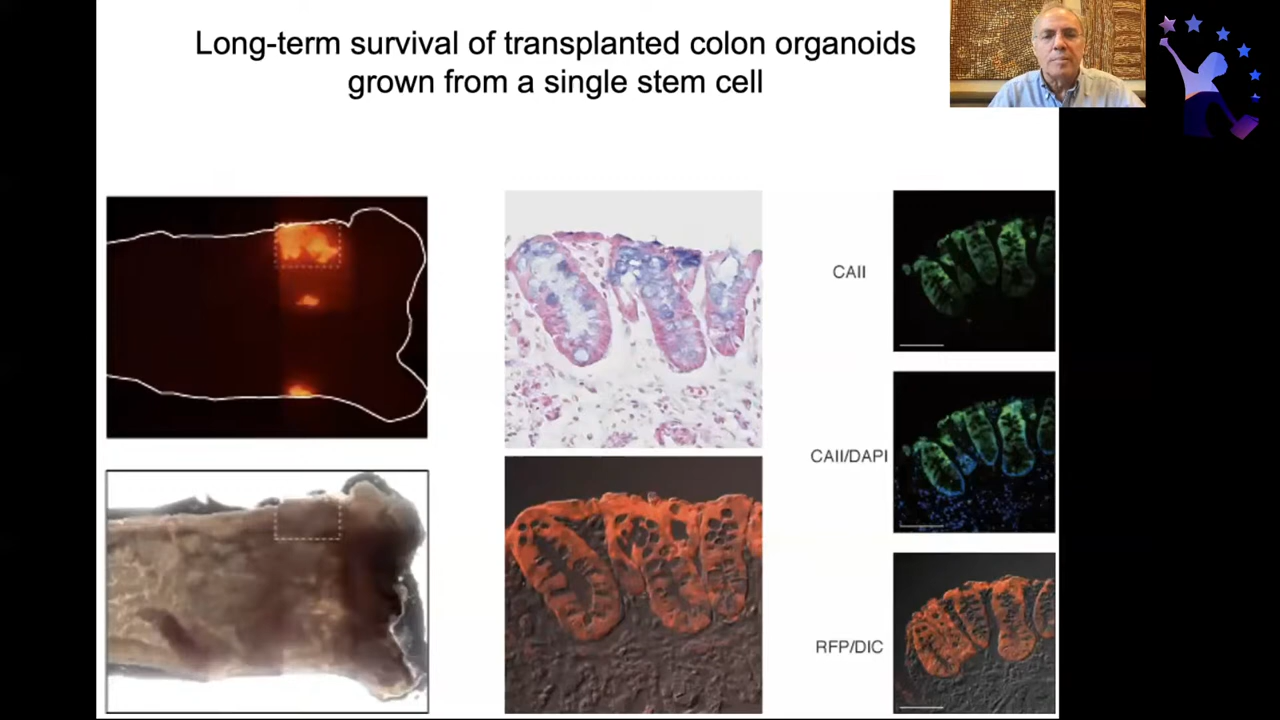 Long-term survival of transplanted colon organoids
grown from a single stem cell
CAII
CAII/DAPI
RFP/DIC